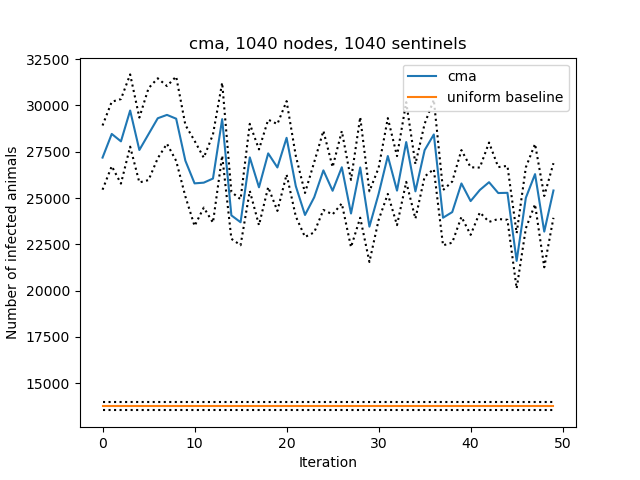 cma, 1040 nodes, 1040 sentinels
32500
30000
27500
25000
22500
20000
17500
15000
Number of infected animals
cma
uniform baseline
0
10
20
30
40
50
Iteration